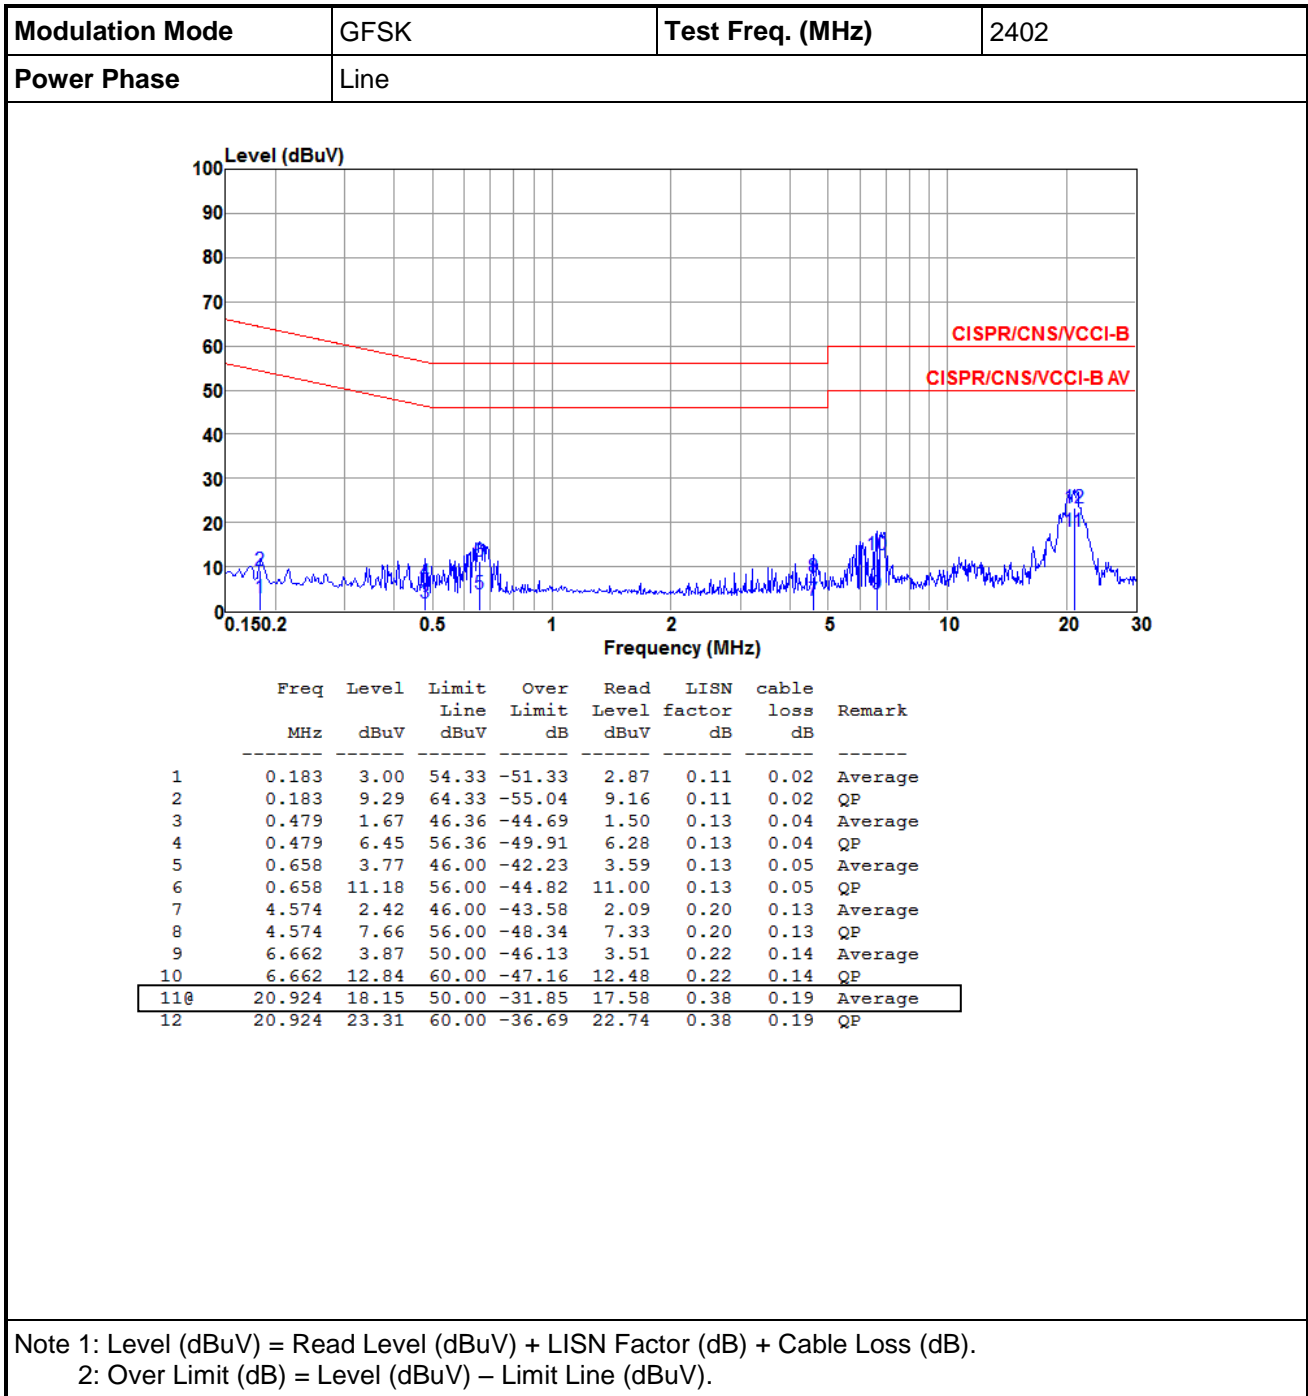 Modulation Mode GFSK Test Freq. (MHz) 2402
Power Phase Line
Level (dBuV)
100
90
80
70
CISPR/CNS/VCCI-B
60
CISPR/CNS/VCCI-B AV
50
40
30
20
10
0
0.15 0.2 0.5 1 2 5 10 20 30
Frequency (MHz)
Freq Level Limit Over Read LISN cable
Line Limit Level factor loss Remark
MHz dBuV dBuV dB dBuV dB dB
------- ------ ------ ------ ------ ------ ------ ------
1 0.183 3.00 54.33 -51.33 2.87 0.11 0.02 Average
2 0.183 9.29 64.33 -55.04 9.16 0.11 0.02 QP
3 0.479 1.67 46.36 -44.69 1.50 0.13 0.04 Average
4 0.479 6.45 56.36 -49.91 6.28 0.13 0.04 QP
5 0.658 3.77 46.00 -42.23 3.59 0.13 0.05 Average
6 0.658 11.18 56.00 -44.82 11.00 0.13 0.05 QP
7 4.574 2.42 46.00 -43.58 2.09 0.20 0.13 Average
8 4.574 7.66 56.00 -48.34 7.33 0.20 0.13 QP
9 6.662 3.87 50.00 -46.13 3.51 0.22 0.14 Average
10 6.662 12.84 60.00 -47.16 12.48 0.22 0.14 QP
11@ 20.924 18.15 50.00 -31.85 17.58 0.38 0.19 Average
12 20.924 23.31 60.00 -36.69 22.74 0.38 0.19 QP
Note 1: Level (dBuV) = Read Level (dBuV) + LISN Factor (dB) + Cable Loss (dB).
2: Over Limit (dB) = Level (dBuV) – Limit Line (dBuV).